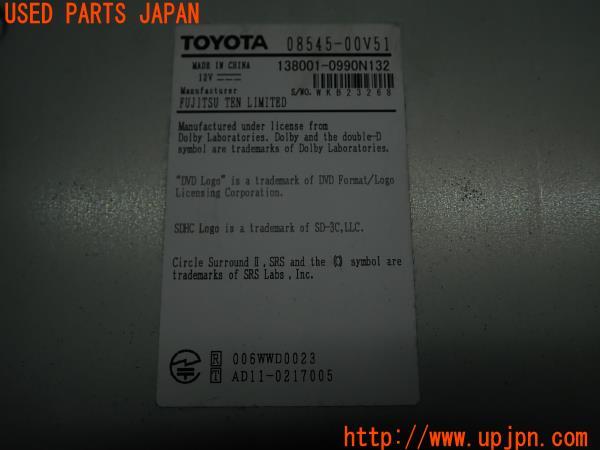 USED PARTS JAPAN
TOYOTA 08545-00V51
MADE IN CHINA 138001-0990N132
12V
Manufacturer S/NO. WKB23268
FUJITSU TEN LIMITED
Manufactured under license from
Dolby Laboratories. Dolby and the double-D
symbol are trademarks of Dolby Laboratories.
"DVD Logo" is a trademark of DVD Format/Logo
Licensing Corporation.
SDHC Logo is a trademark of SD-3C,LLC.
Circle Surround II, SRS and the symbol are
trademarks of SRS Labs, Inc.
R 006WWD0023
T AD11-0217005
UPJ
http://www.upjpn.com